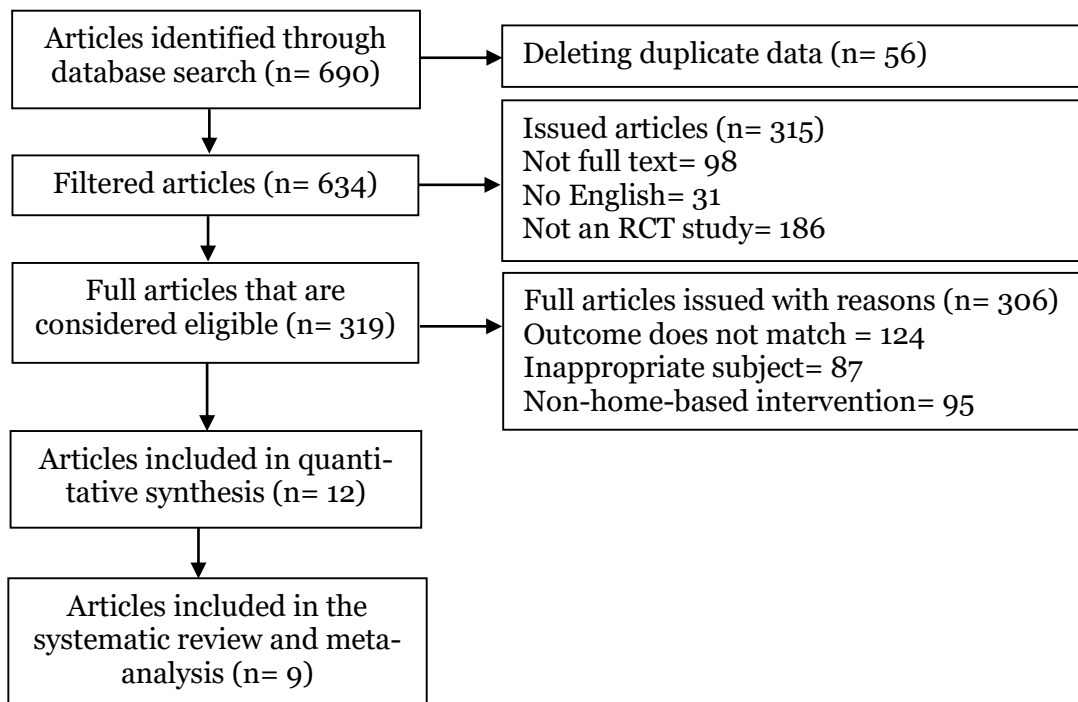 Articles identified through
database search (n= 690)
Deleting duplicate data (n= 56)
Filtered articles (n= 634)
Issued articles (n= 315)
Not full text= 98
No English= 31
Not an RCT study= 186
Full articles that are
considered eligible (n= 319)
Full articles issued with reasons (n= 306)
Outcome does not match = 124
Inappropriate subject= 87
Non-home-based intervention= 95
Articles included in quanti-
tative synthesis (n= 12)
Articles included in the
systematic review and meta-
analysis (n= 9)